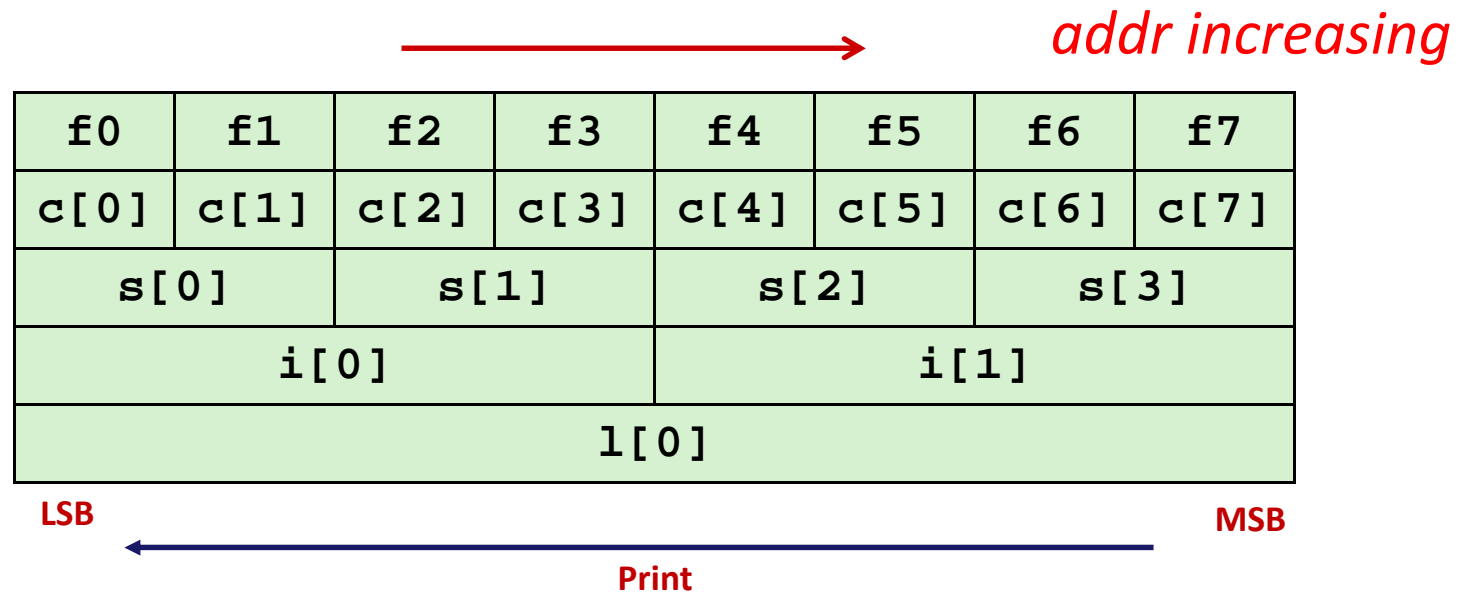 addr increasing
f0 f1 f2 f3 f4 f5 f6 f7
c[0] c[1] c[2] c[3] c[4] c[5] c[6] c[7]
s[0] s[1] s[2] s[3]
i[0] i[1]
l[0]
LSB MSB
Print